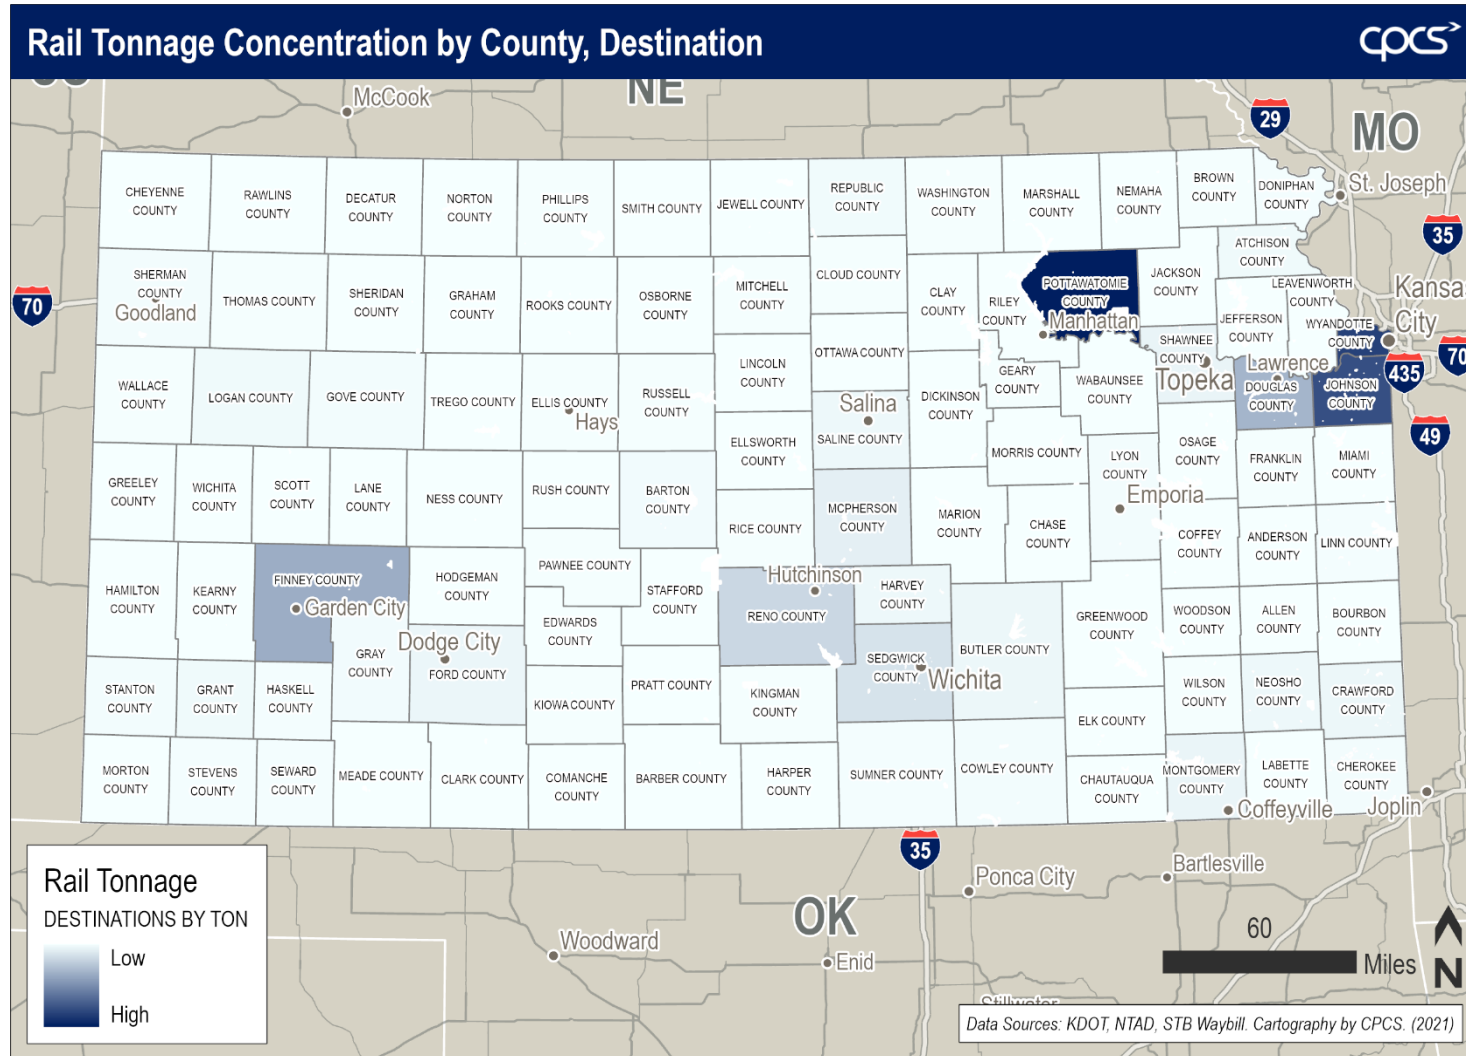 Rail Tonnage Concentration by County, Destination
cpcs
McCook
NE
29
MO
CHEYENNE
COUNTY
RAWLINS
COUNTY
DECATUR
COUNTY
NORTON
COUNTY
PHILLIPS
COUNTY
SMITH COUNTY
JEWELL COUNTY
REPUBLIC
COUNTY
WASHINGTON
COUNTY
MARSHALL
COUNTY
NEMAHA
COUNTY
BROWN
COUNTY
DONIPHAN
COUNTY
St. Joseph
35
70
SHERMAN
COUNTY
Goodland
THOMAS COUNTY
SHERIDAN
COUNTY
GRAHAM
COUNTY
ROOKS COUNTY
OSBORNE
COUNTY
MITCHELL
COUNTY
CLOUD COUNTY
CLAY
COUNTY
RILEY
COUNTY
POTTAWATOMIE
COUNTY
Manhattan
JACKSON
COUNTY
ATCHISON
COUNTY
LEAVENWORTH
COUNTY
JEFFERSON
COUNTY
WYANDOTTE
COUNTY
Kansa
City
70
435
49
WALLACE
COUNTY
LOGAN COUNTY
GOVE COUNTY
TREGO COUNTY
ELLIS COUNTY
Hays
RUSSELL
COUNTY
LINCOLN
COUNTY
OTTAWA COUNTY
Salina
SALINE COUNTY
DICKINSON
COUNTY
GEARY
COUNTY
WABAUNSEE
COUNTY
SHAWNEE
COUNTY
Topeka
Lawrence
DOUGLAS
COUNTY
JOHNSON
COUNTY
GREELEY
COUNTY
WICHITA
COUNTY
SCOTT
COUNTY
LANE
COUNTY
NESS COUNTY
RUSH COUNTY
BARTON
COUNTY
ELLSWORTH
COUNTY
RICE COUNTY
MCPHERSON
COUNTY
MARION
COUNTY
MORRIS COUNTY
CHASE
COUNTY
LYON
COUNTY
Emporia
OSAGE
COUNTY
FRANKLIN
COUNTY
MIAMI
COUNTY
COFFEY
COUNTY
ANDERSON
COUNTY
LINN COUNTY
HAMILTON
COUNTY
KEARNY
COUNTY
FINNEY COUNTY
Garden City
HODGEMAN
COUNTY
PAWNEE COUNTY
EDWARDS
COUNTY
STAFFORD
COUNTY
Hutchinson
RENO COUNTY
HARVEY
COUNTY
SEDGWICK
COUNTY
Wichita
BUTLER COUNTY
GREENWOOD
COUNTY
WOODSON
COUNTY
ALLEN
COUNTY
BOURBON
COUNTY
STANTON
COUNTY
GRANT
COUNTY
HASKELL
COUNTY
GRAY
COUNTY
Dodge City
FORD COUNTY
KIOWA COUNTY
PRATT COUNTY
KINGMAN
COUNTY
ELK COUNTY
WILSON
COUNTY
NEOSHO
COUNTY
CRAWFORD
COUNTY
MORTON
COUNTY
STEVENS
COUNTY
SEWARD
COUNTY
MEADE COUNTY
CLARK COUNTY
COMANCHE
COUNTY
BARBER COUNTY
HARPER
COUNTY
SUMNER COUNTY
COWLEY COUNTY
CHAUTAUQUA
COUNTY
MONTGOMERY
COUNTY
LABETTE
COUNTY
CHEROKEE
COUNTY
Coffeyville
Joplin
35
Ponca City
Bartlesville
OK
Woodward
Enid
Stillwater
Rail Tonnage
DESTINATIONS BY TON
Low
High
60
Miles
N
Data Sources: KDOT, NTAD, STB Waybill. Cartography by CPCS. (2021)